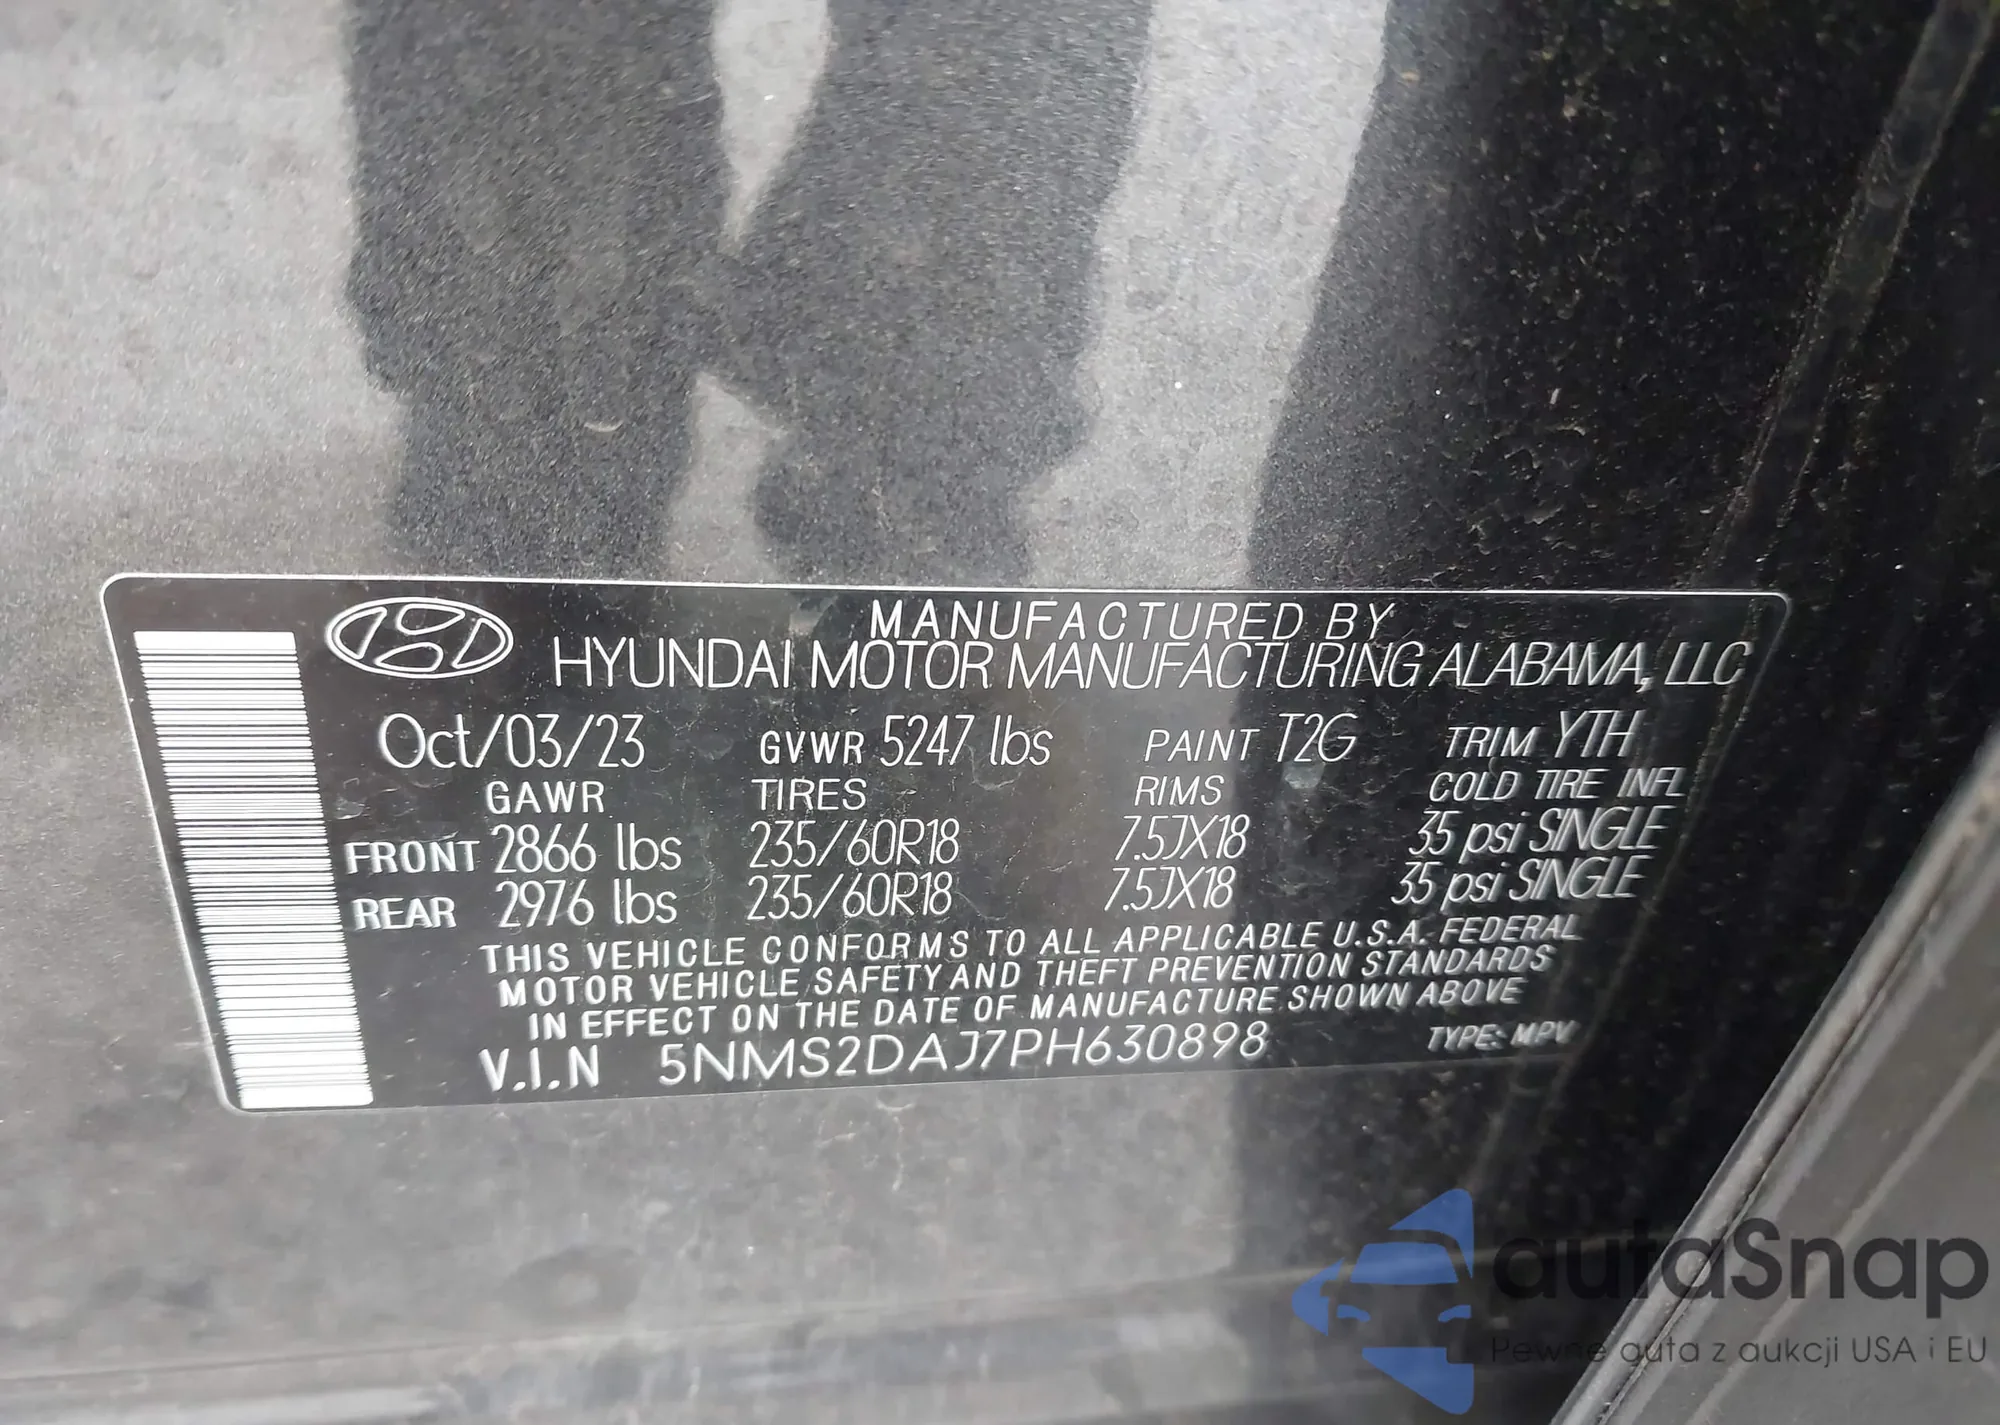 MANUFACTURED BY
HYUNDAI MOTOR MANUFACTURING ALABAMA, LLC
Oct/03/23 GVWR 5247 lbs PAINT T2G TRIM YTH
GAWR TIRES RIMS COLD TIRE INFL
FRONT 2866 lbs 235/60R18 7.5JX18 35 psi SINGLE
REAR 2976 lbs 235/60R18 7.5JX18 35 psi SINGLE
THIS VEHICLE CONFORMS TO ALL APPLICABLE U.S.A. FEDERAL
MOTOR VEHICLE SAFETY AND THEFT PREVENTION STANDARDS
IN EFFECT ON THE DATE OF MANUFACTURE SHOWN ABOVE
V.I.N 5NMS2DAJ7PH630898 TYPE: MPV
autaSnap
Pewne guta z aukcji USA i EU